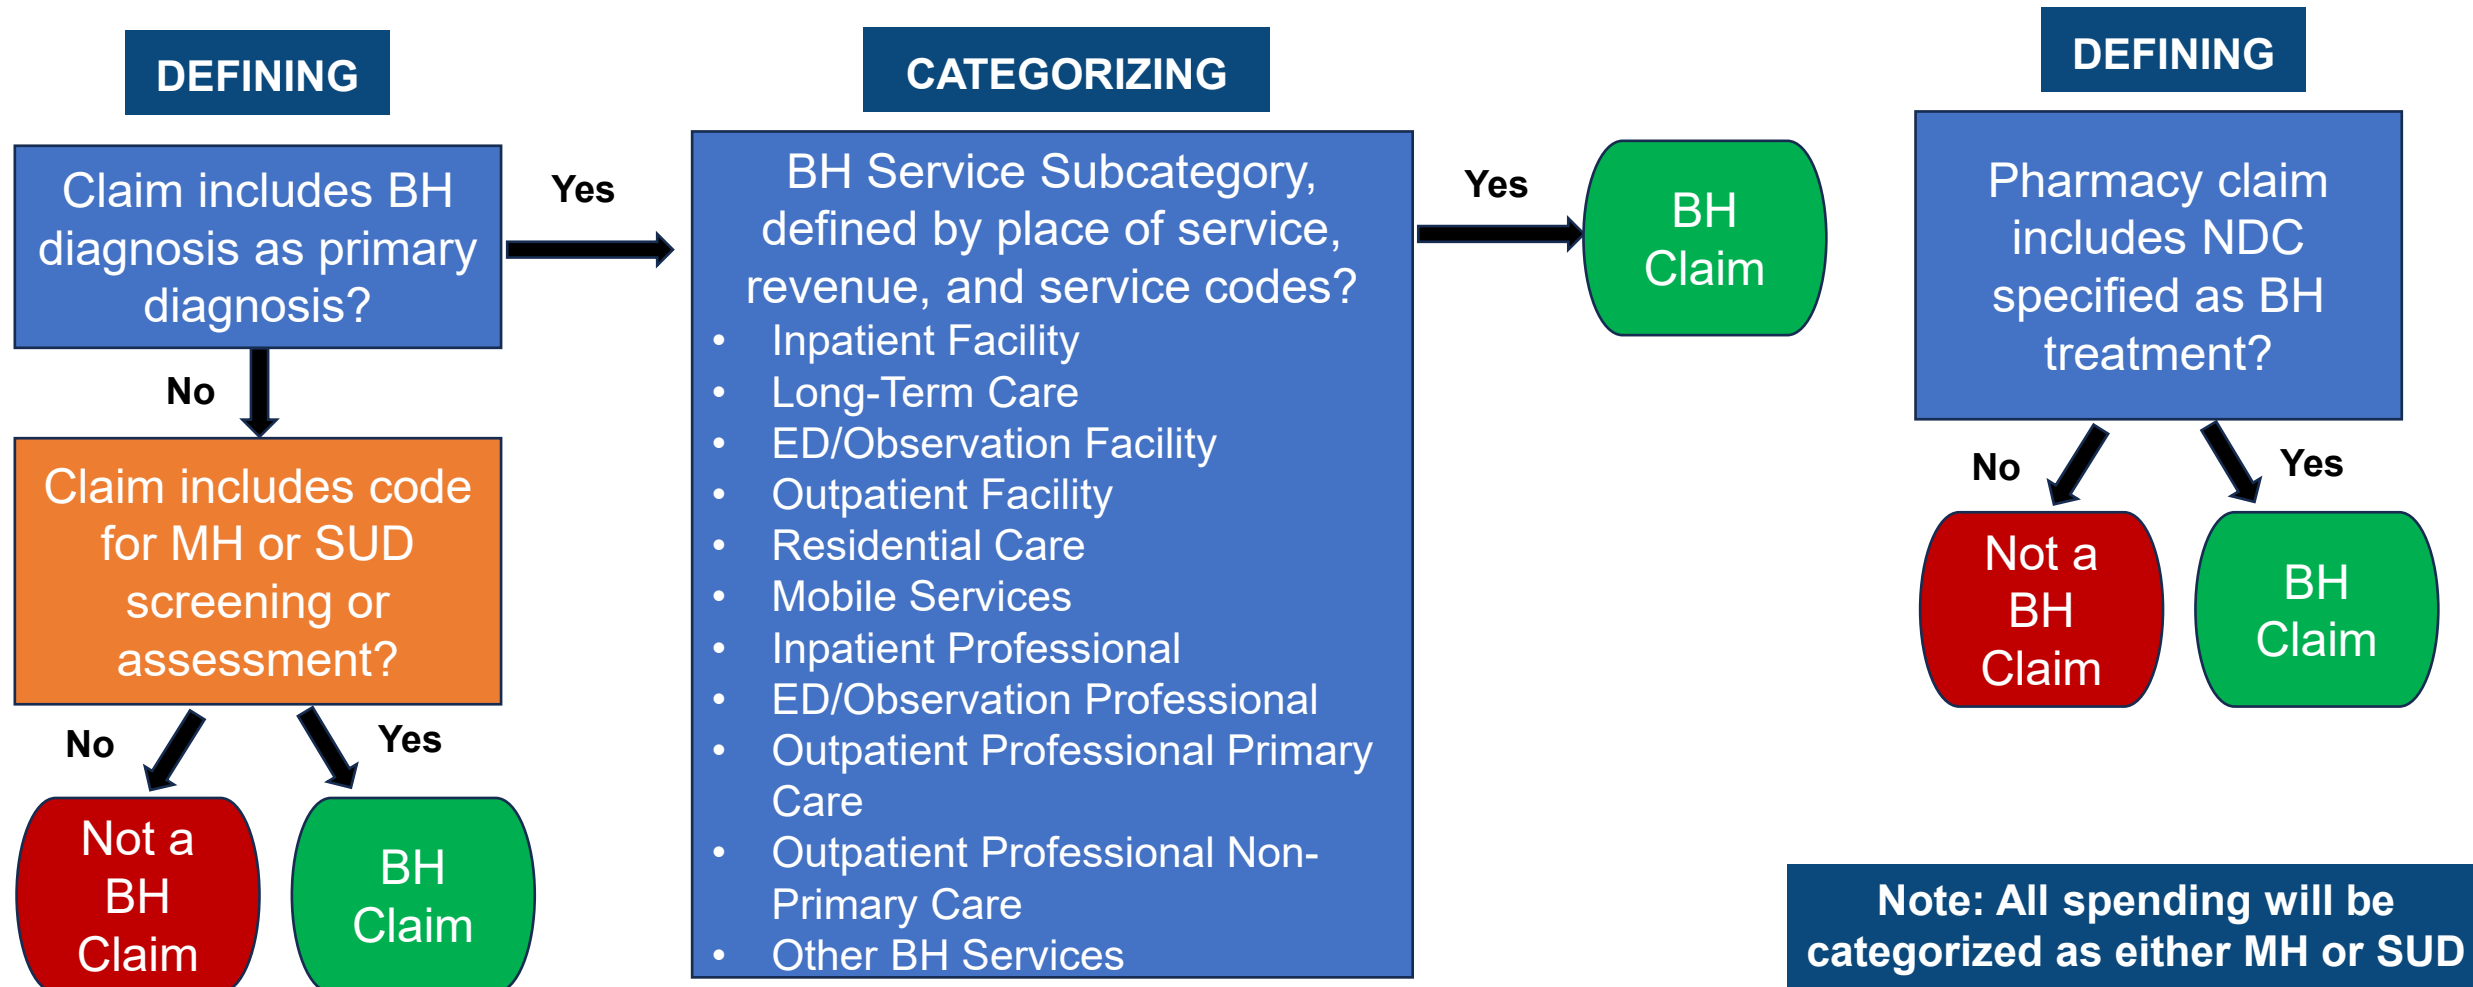 DEFINING
Claim includes BH
diagnosis as primary
diagnosis?
Yes
No
Claim includes code
for MH or SUD
screening or
assessment?
No
Yes
Not a
BH
Claim
BH
Claim
CATEGORIZING
BH Service Subcategory,
defined by place of service,
revenue, and service codes?
• Inpatient Facility
• Long-Term Care
• ED/Observation Facility
• Outpatient Facility
• Residential Care
• Mobile Services
• Inpatient Professional
• ED/Observation Professional
• Outpatient Professional Primary
Care
• Outpatient Professional Non-
Primary Care
• Other BH Services
Yes
BH
Claim
DEFINING
Pharmacy claim
includes NDC
specified as BH
treatment?
No
Yes
Not a
BH
Claim
BH
Claim
Note: All spending will be
categorized as either MH or SUD